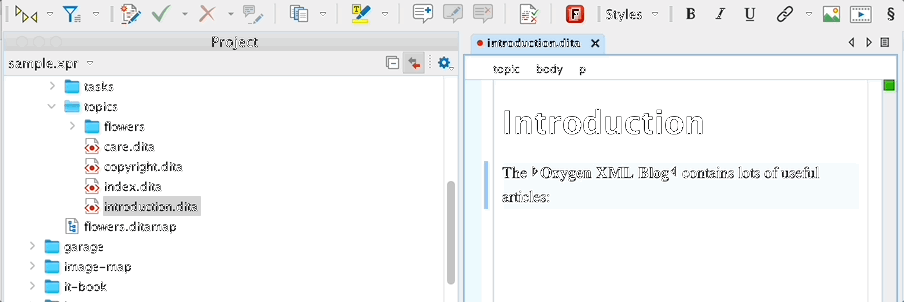 Styles B I U §
Project
sample.xpr
tasks
topics
flowers
care.dita
copyright.dita
index.dita
introduction.dita
flowers.ditamap
garage
image-map
it-book
introduction.dita
topic body p
Introduction
The Oxygen XML Blog contains lots of useful
articles: